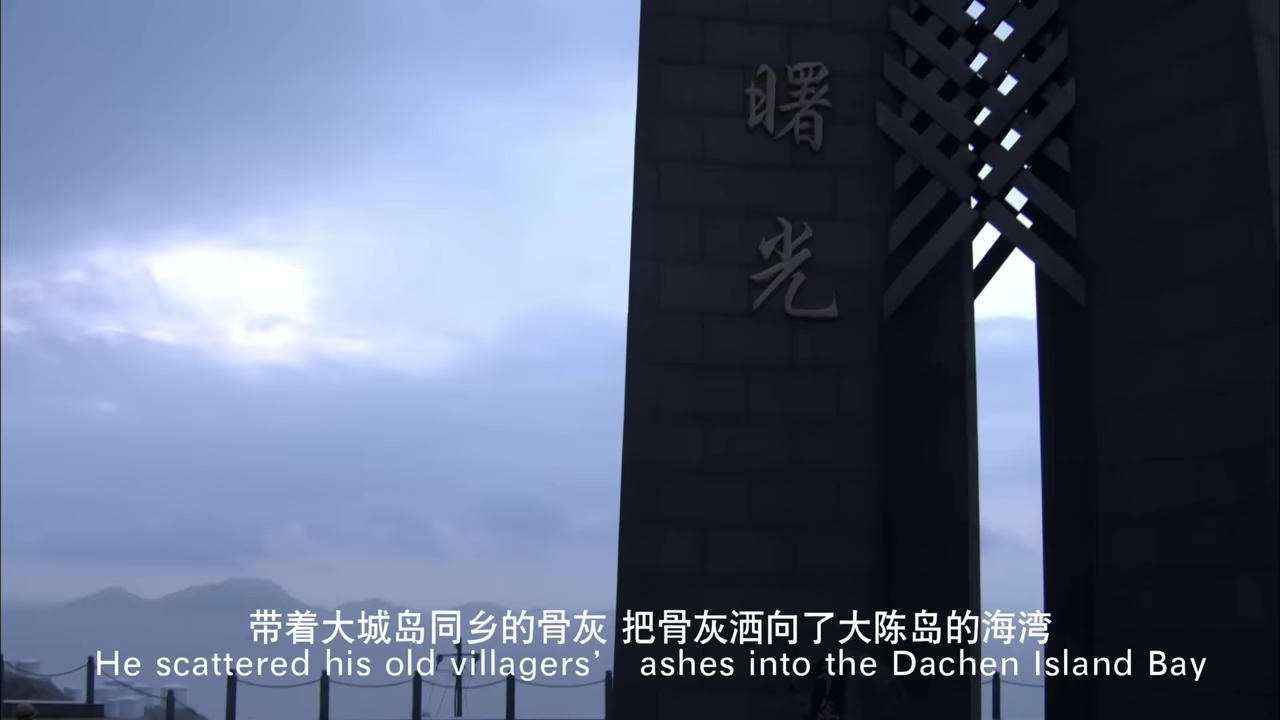 曙光
带着大城岛同乡的骨灰 把骨灰洒向了大陈岛的海湾
He scattered his old villagers’ ashes into the Dachen Island Bay